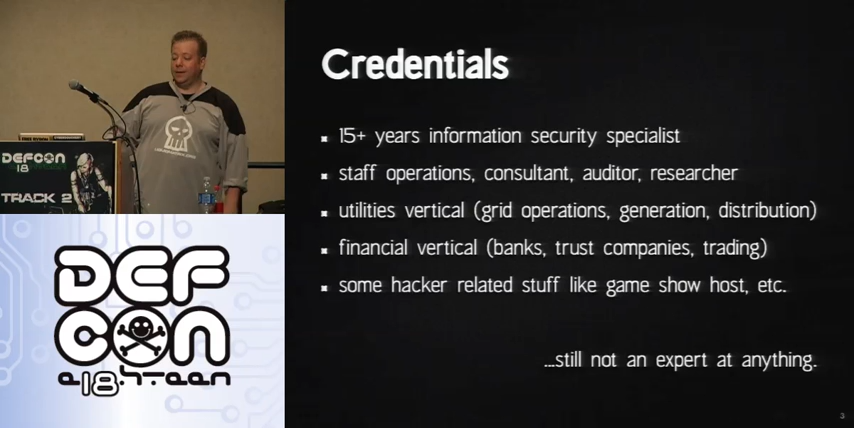 DEFCON
18
TRACK 2
DEF
CON
e18hteen
Credentials
15+ years information security specialist
staff operations, consultant, auditor, researcher
utilities vertical (grid operations, generation, distribution)
financial vertical (banks, trust companies, trading)
some hacker related stuff like game show host, etc.
...still not an expert at anything.
3